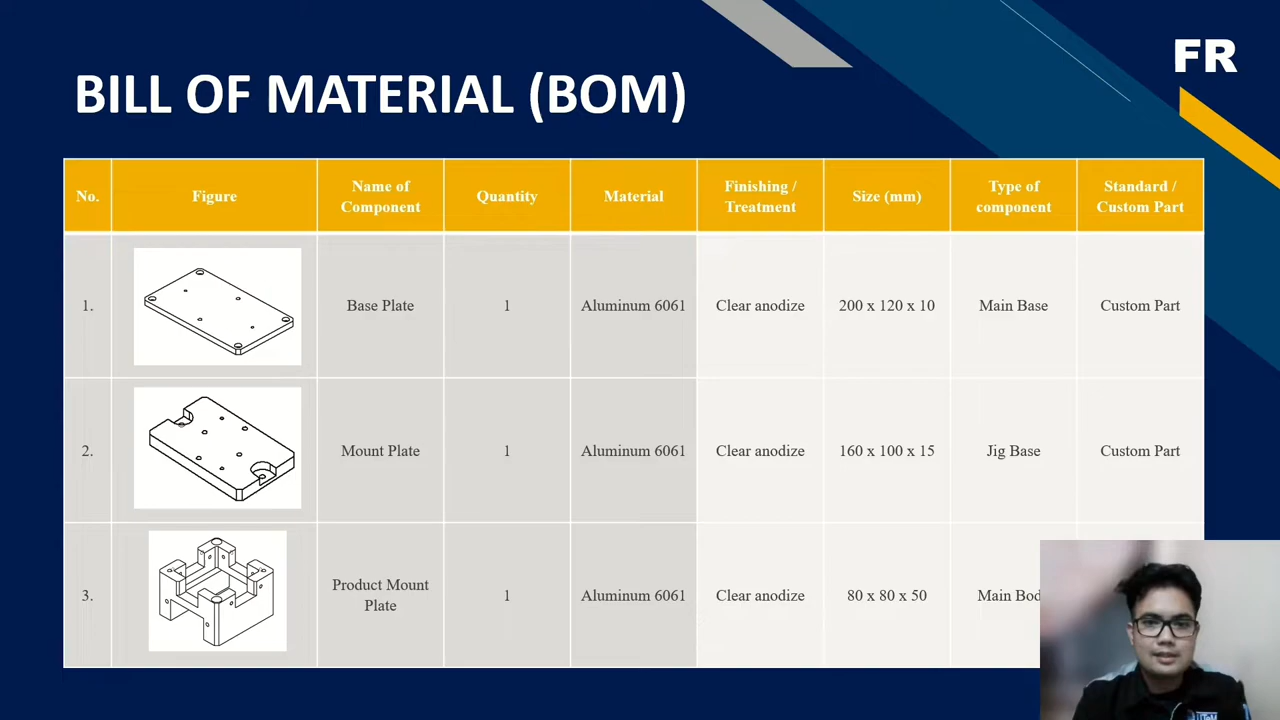 FR
BILL OF MATERIAL (BOM)
No.
Figure
Name of
Component
Quantity
Material
Finishing /
Treatment
Size (mm)
Type of
component
Standard /
Custom Part
1.
Base Plate
1
Aluminum 6061
Clear anodize
200 x 120 x 10
Main Base
Custom Part
2.
Mount Plate
1
Aluminum 6061
Clear anodize
160 x 100 x 15
Jig Base
Custom Part
3.
Product Mount
Plate
1
Aluminum 6061
Clear anodize
80 x 80 x 50
Main